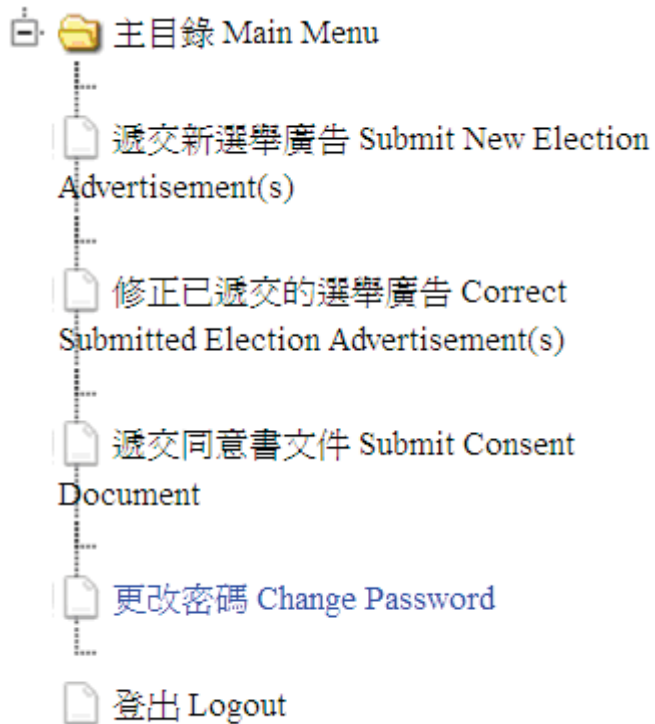 主目錄 Main Menu
遞交新選舉廣告 Submit New Election
Advertisement(s)
修正已遞交的選舉廣告 Correct
Submitted Election Advertisement(s)
遞交同意書文件 Submit Consent
Document
更改密碼 Change Password
登出 Logout